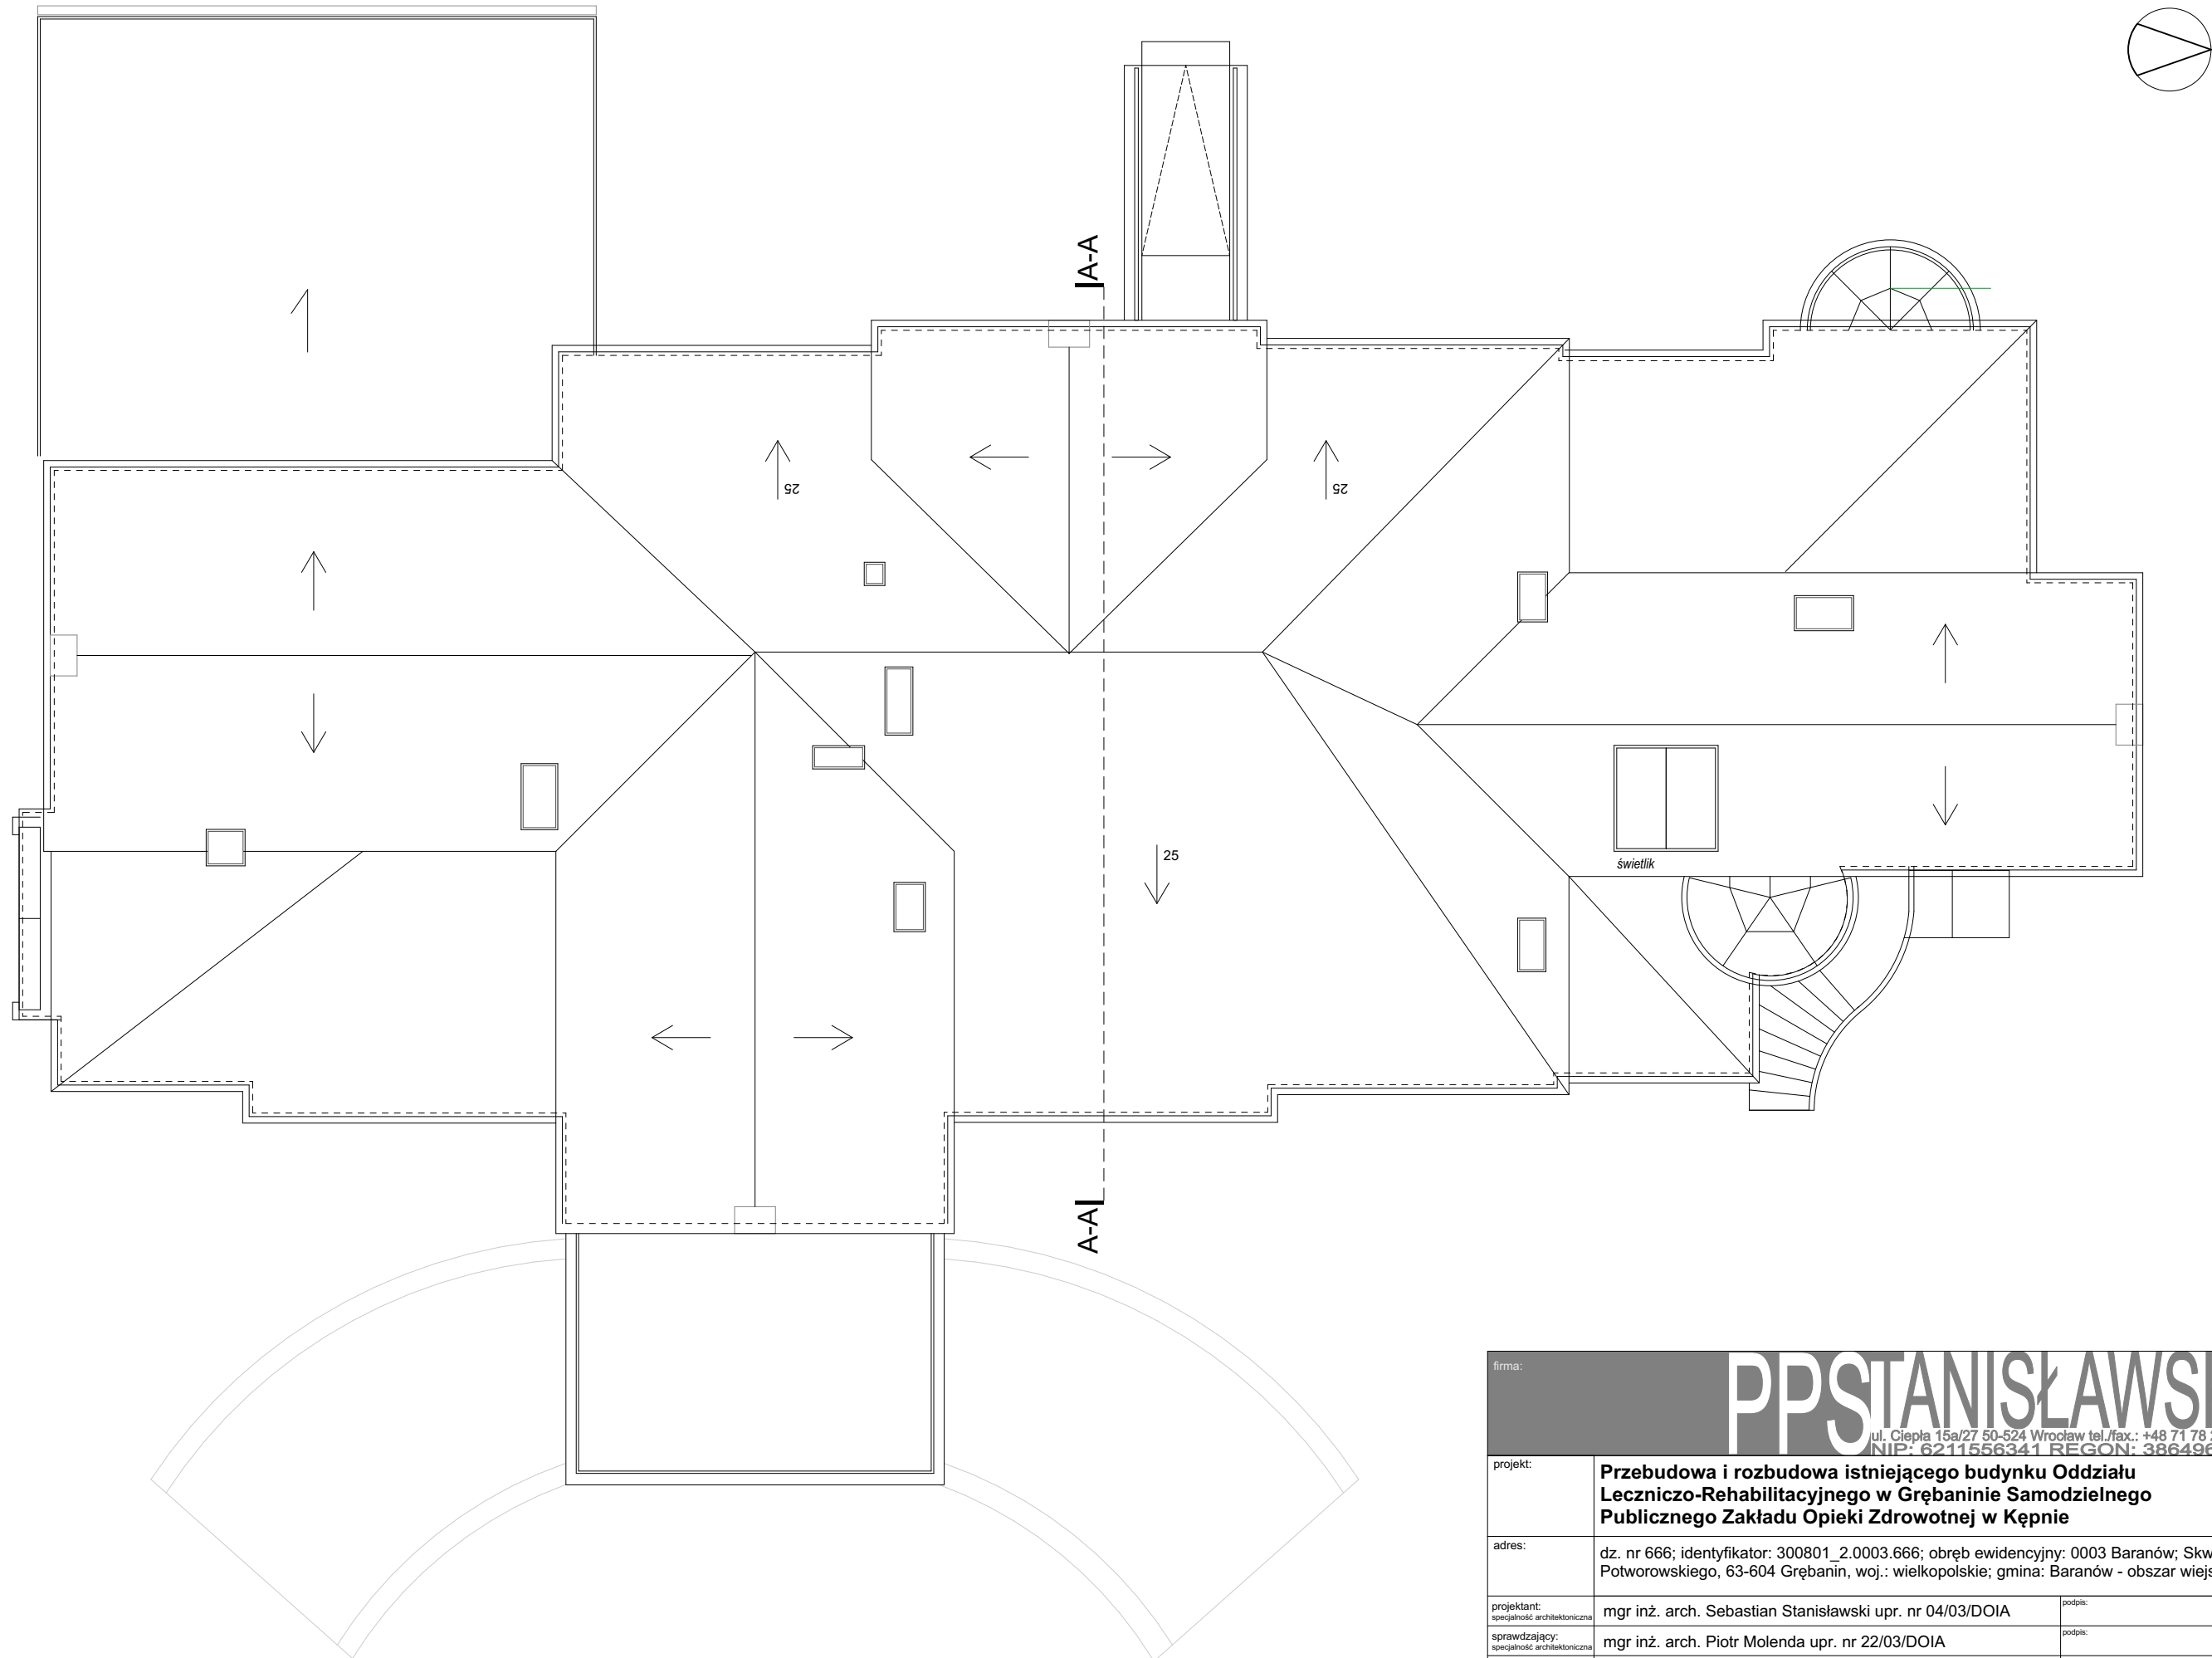 A-A
25
25
25
świetlik
A-A
firma:
PPSTANISŁAWSK
ul. Ciepła 15a/27 50-524 Wrocław tel./fax.: +48 71 78
NIP: 6211556341 REGON: 386496
projekt:
Przebudowa i rozbudowa istniejącego budynku Oddziału
Leczniczo-Rehabilitacyjnego w Grębaninie Samodzielnego
Publicznego Zakładu Opieki Zdrowotnej w Kępnie
adres:
dz. nr 666; identyfikator: 300801_2.0003.666; obręb ewidencyjny: 0003 Baranów; Skw
Potworowskiego, 63-604 Grębanin, woj.: wielkopolskie; gmina: Baranów - obszar wiejs
projektant:
specjalność architektoniczna
mgr inż. arch. Sebastian Stanisławski upr. nr 04/03/DOIA
podpis:
sprawdzający:
specjalność architektoniczna
mgr inż. arch. Piotr Molenda upr. nr 22/03/DOIA
podpis: